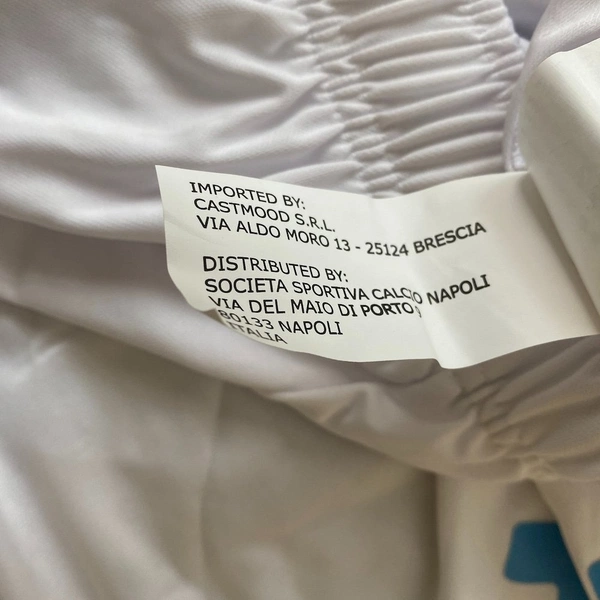 IMPORTED BY:
CASTMOOD S.R.L.
VIA ALDO MORO 13 - 25124 BRESCIA
DISTRIBUTED BY:
SOCIETA SPORTIVA CALCIO NAPOLI
VIA DEL MAIO DI PORTO
80133 NAPOLI
ITALIA